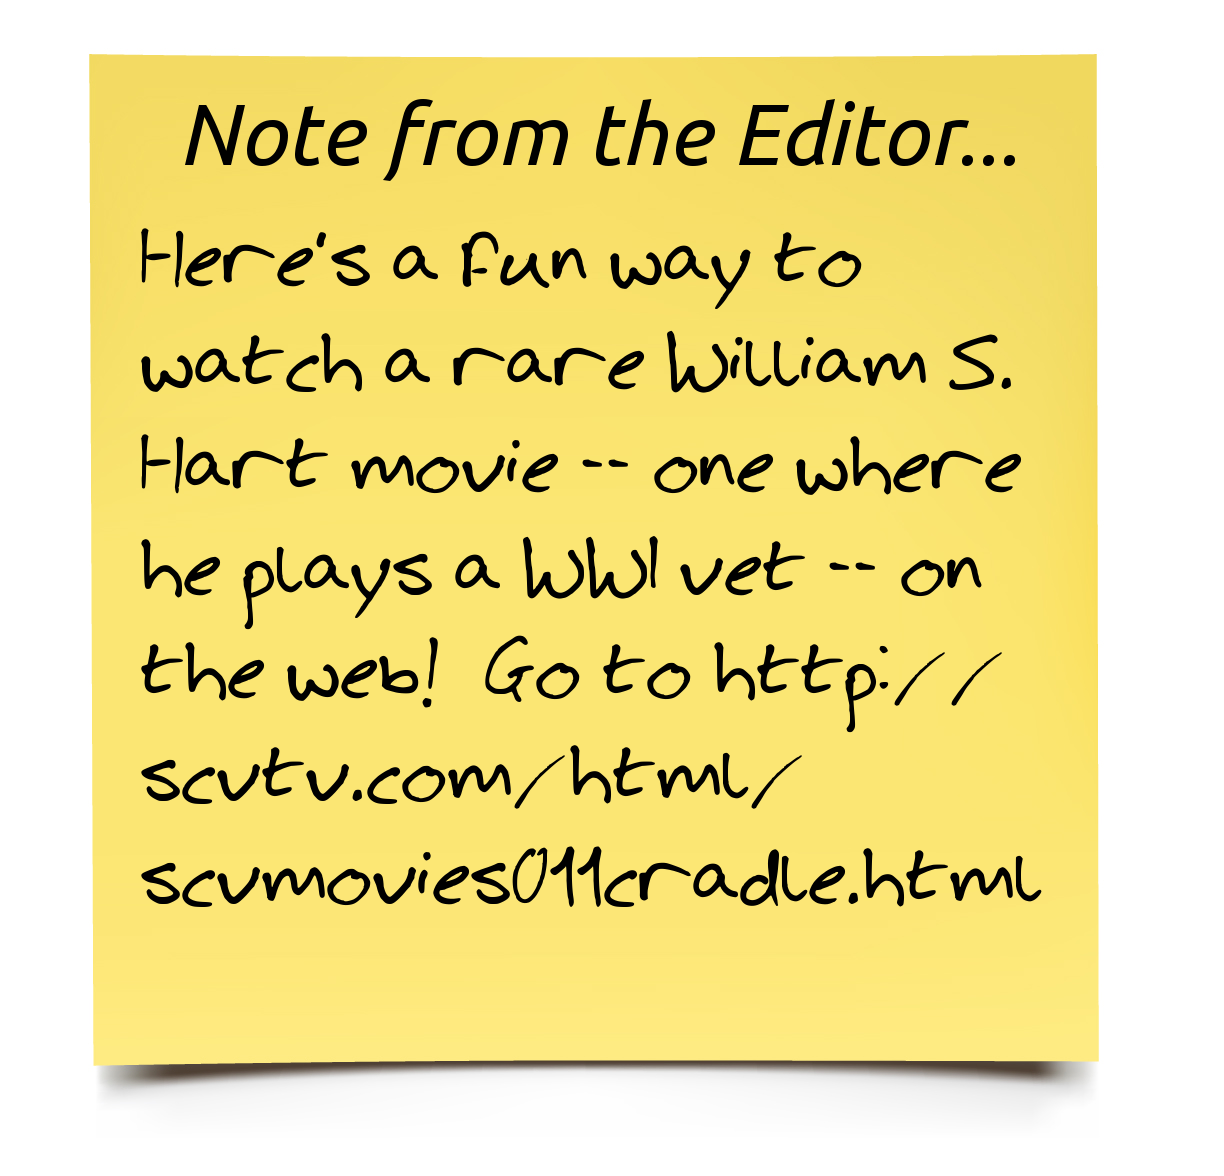 Note from the Editor...
Here's a fun way to
watch a rare William S.
Hart movie -- one where
he plays a WWI vet -- on
the web!  Go to http://
scvtv.com/html/
scvmovies011cradle.html